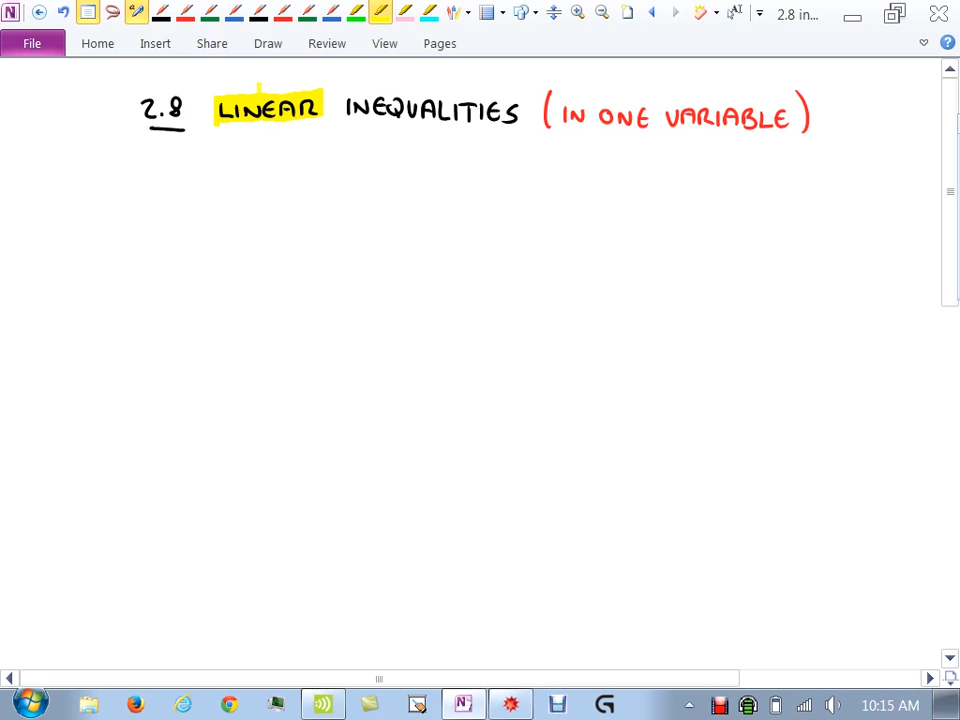 2.8 in...
File Home Insert Share Draw Review View Pages
2.8 LINEAR INEQUALITIES (IN ONE VARIABLE)
10:15 AM